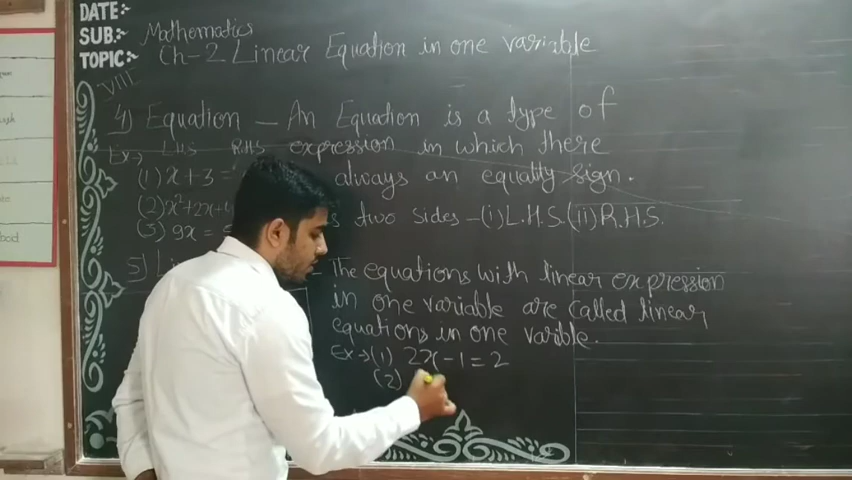 DATE:-
SUB.:- Mathematics
TOPIC:- Ch-2 Linear Equation in one variable
VIII
4) Equation — An Equation is a type of
Ex→ L.H.S R.H.S expression in which there
(1) x+3= always an equality sign.
(2) x²+2x+ two sides -(i) L.H.S. (ii) R.H.S.
(3) 9x=
5) The equations with linear expression
in one variable are called linear
equations in one varible.
Ex→(1) 2x-1=2
(2)